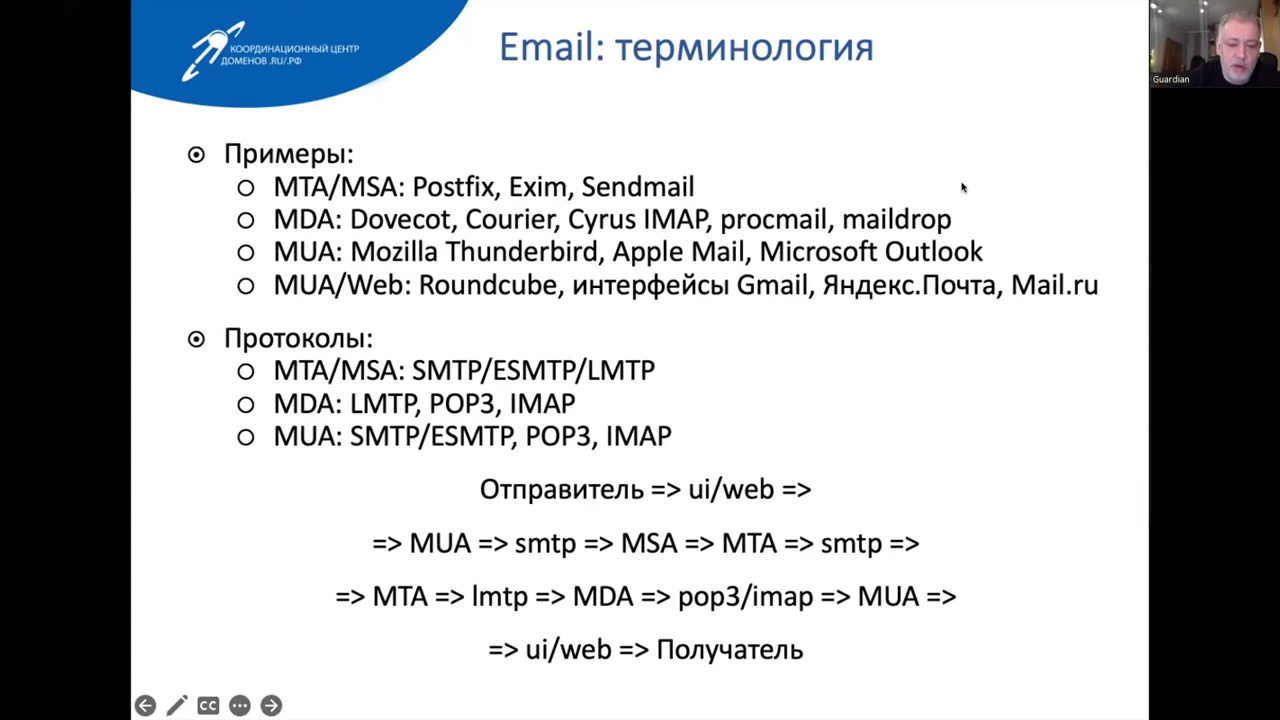 КООРДИНАЦИОННЫЙ ЦЕНТР
ДОМЕНОВ .RU/.РФ
Email: терминология
Guardian
Примеры:
MTA/MSA: Postfix, Exim, Sendmail
MDA: Dovecot, Courier, Cyrus IMAP, procmail, maildrop
MUA: Mozilla Thunderbird, Apple Mail, Microsoft Outlook
MUA/Web: Roundcube, интерфейсы Gmail, Яндекс.Почта, Mail.ru
Протоколы:
MTA/MSA: SMTP/ESMTP/LMTP
MDA: LMTP, POP3, IMAP
MUA: SMTP/ESMTP, POP3, IMAP
Отправитель => ui/web =>
=> MUA => smtp => MSA => MTA => smtp =>
=> MTA => lmtp => MDA => pop3/imap => MUA =>
=> ui/web => Получатель
CC